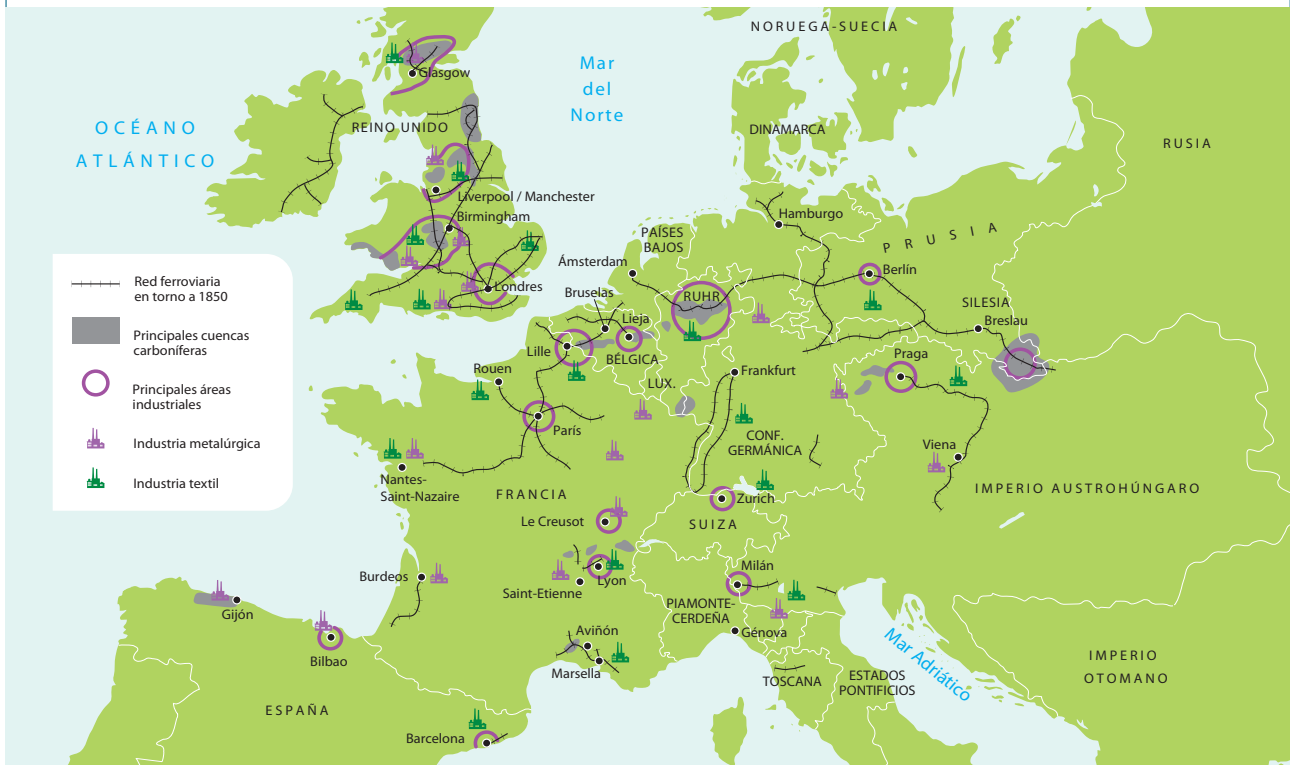 NORUEGA-SUECIA
Glasgow
Mar
del
Norte
OCÉANO
ATLÁNTICO
REINO UNIDO
DINAMARCA
RUSIA
Liverpool / Manchester
Birmingham
Hamburgo
PAÍSES
BAJOS
PRUSIA
Ámsterdam
Berlín
Londres
Bruselas
RUHR
SILESIA
Breslau
Red ferroviaria
en torno a 1850
Principales cuencas
carboníferas
Principales áreas
industriales
Industria metalúrgica
Industria textil
Lieja
Lille
BÉLGICA
Praga
Rouen
LUX.
Frankfurt
París
CONF.
GERMÁNICA
Viena
Nantes-
Saint-Nazaire
FRANCIA
Zurich
IMPERIO AUSTROHÚNGARO
Le Creusot
SUIZA
Burdeos
Lyon
Saint-Etienne
Milán
Gijón
PIAMONTE-
CERDEÑA
Génova
Bilbao
Aviñón
Marsella
Mar Adriático
TOSCANA
ESTADOS
PONTIFICIOS
IMPERIO
OTOMANO
ESPAÑA
Barcelona